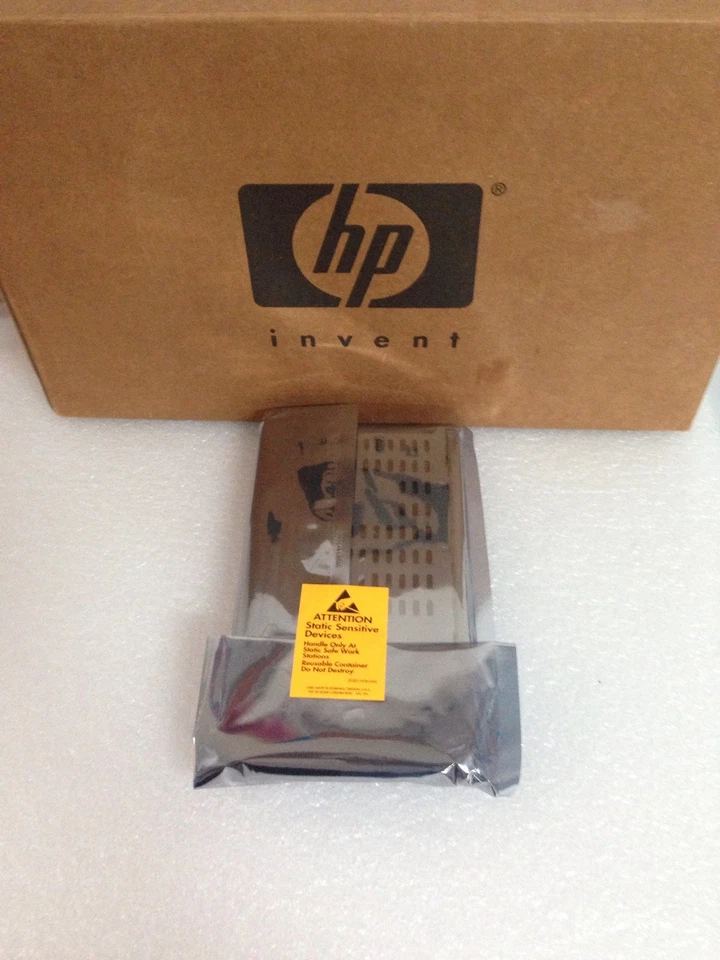 hp
®
invent
ATTENTION
Static Sensitive
Devices
Handle Only At
Static Safe Work
Stations
Reusable Container
Do Not Destroy